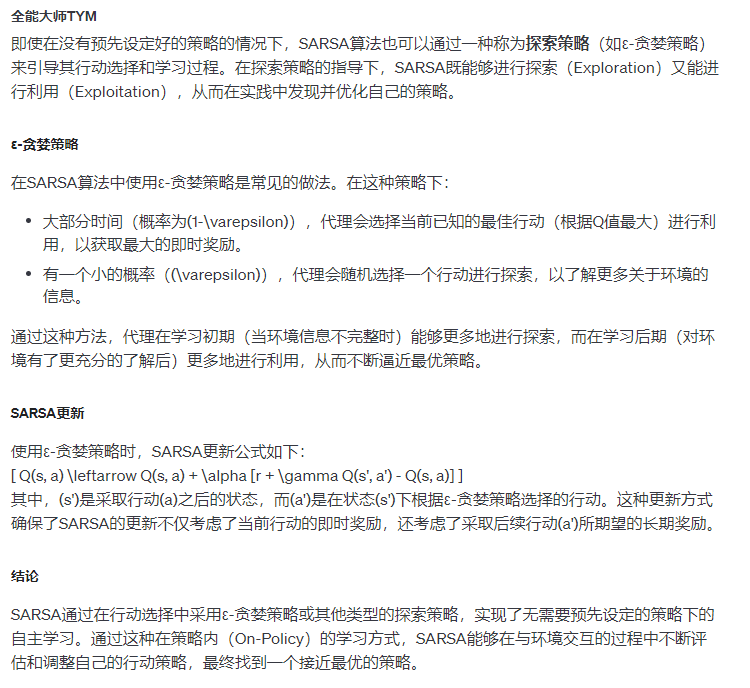 全能大师TYM
即使在没有预先设定好的策略的情况下，SARSA算法也可以通过一种称为探索策略（如ε-贪婪策略）
来引导其行动选择和学习过程。在探索策略的指导下，SARSA既能够进行探索（Exploration）又能进
行利用（Exploitation），从而在实践中发现并优化自己的策略。
ε-贪婪策略
在SARSA算法中使用ε-贪婪策略是常见的做法。在这种策略下：
• 大部分时间（概率为(1-\varepsilon)），代理会选择当前已知的最佳行动（根据Q值最大）进行利
用，以获取最大的即时奖励。
• 有一个小的概率（(\varepsilon)），代理会随机选择一个行动进行探索，以了解更多关于环境的
信息。
通过这种方法，代理在学习初期（当环境信息不完整时）能够更多地进行探索，而在学习后期（对环
境有了更充分的了解后）更多地进行利用，从而不断逼近最优策略。
SARSA更新
使用ε-贪婪策略时，SARSA更新公式如下：
[ Q(s, a) \leftarrow Q(s, a) + \alpha [r + \gamma Q(s', a') - Q(s, a)] ]
其中，(s')是采取行动(a)之后的状态，而(a')是在状态(s')下根据ε-贪婪策略选择的行动。这种更新方式
确保了SARSA的更新不仅考虑了当前行动的即时奖励，还考虑了采取后续行动(a')所期望的长期奖励。
结论
SARSA通过在行动选择中采用ε-贪婪策略或其他类型的探索策略，实现了无需要预先设定的策略下的
自主学习。通过这种在策略内（On-Policy）的学习方式，SARSA能够在与环境交互的过程中不断评
估和调整自己的行动策略，最终找到一个接近最优的策略。